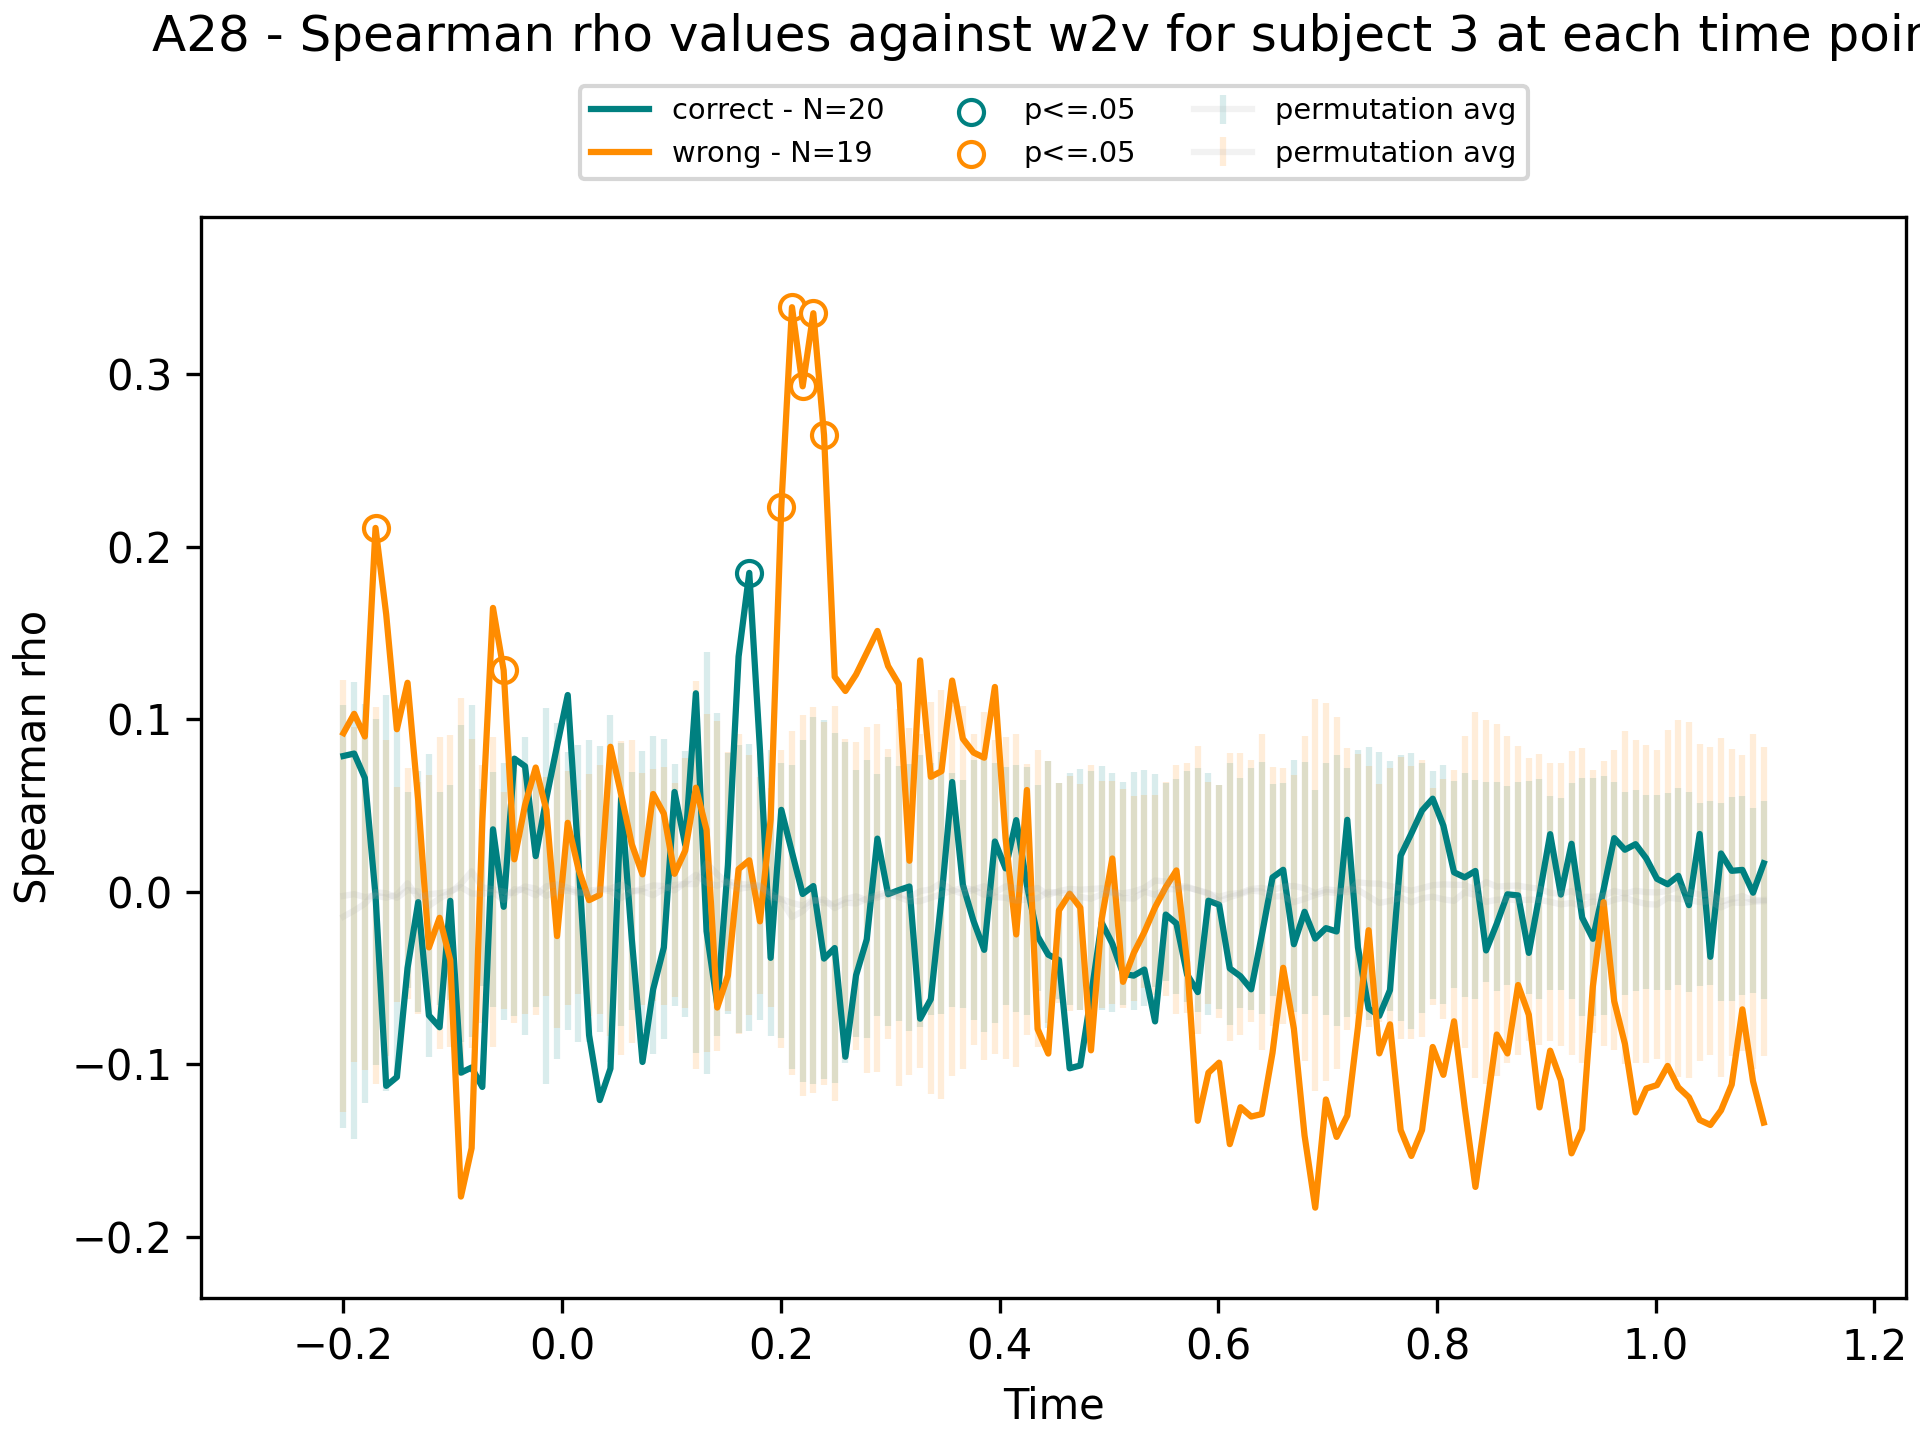 A28 - Spearman rho values against w2v for subject 3 at each time poin
correct - N=20
wrong - N=19
p<=.05
p<=.05
permutation avg
permutation avg
Spearman rho
0.3
0.2
0.1
0.0
−0.1
−0.2
−0.2 0.0 0.2 0.4 0.6 0.8 1.0 1.2
Time